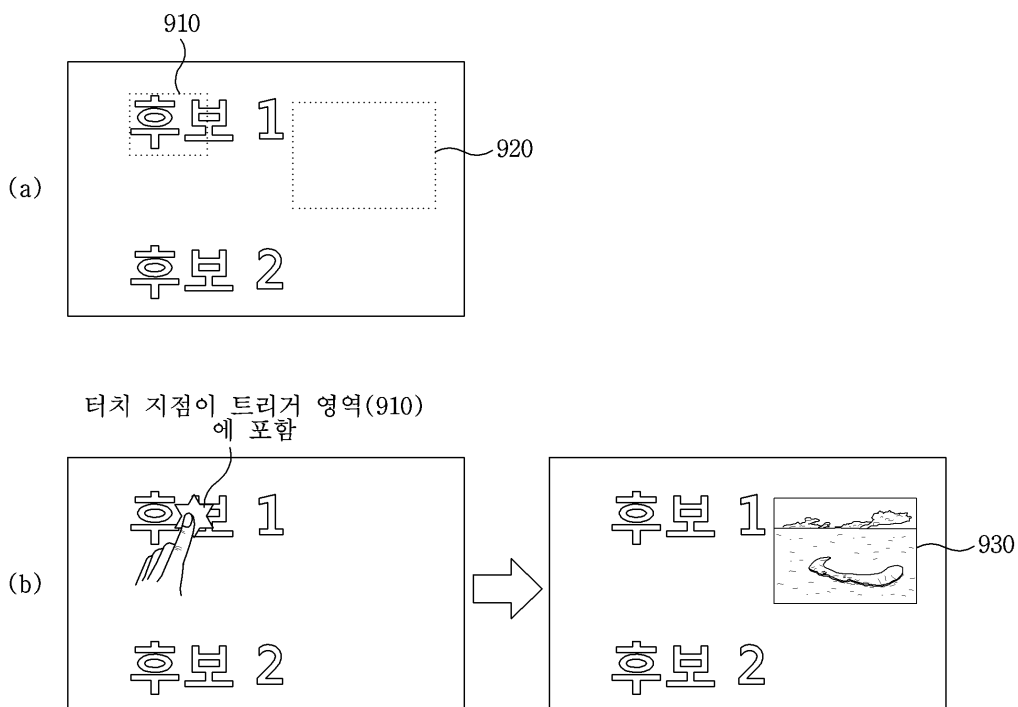 910
후보 1
920
(a)
후보 2
터치 지점이 트리거 영역(910)
에 포함
후보 1
후보 1
930
(b)
후보 2
후보 2